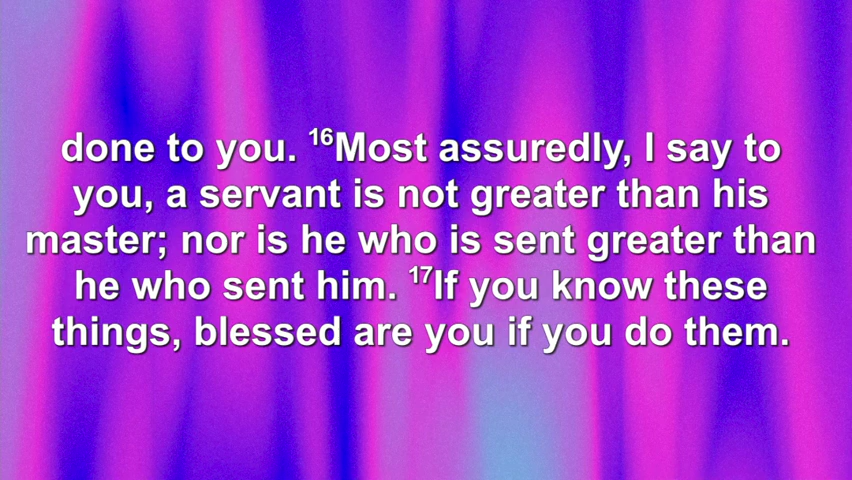 done to you. ¹⁶Most assuredly, I say to
you, a servant is not greater than his
master; nor is he who is sent greater than
he who sent him. ¹⁷If you know these
things, blessed are you if you do them.